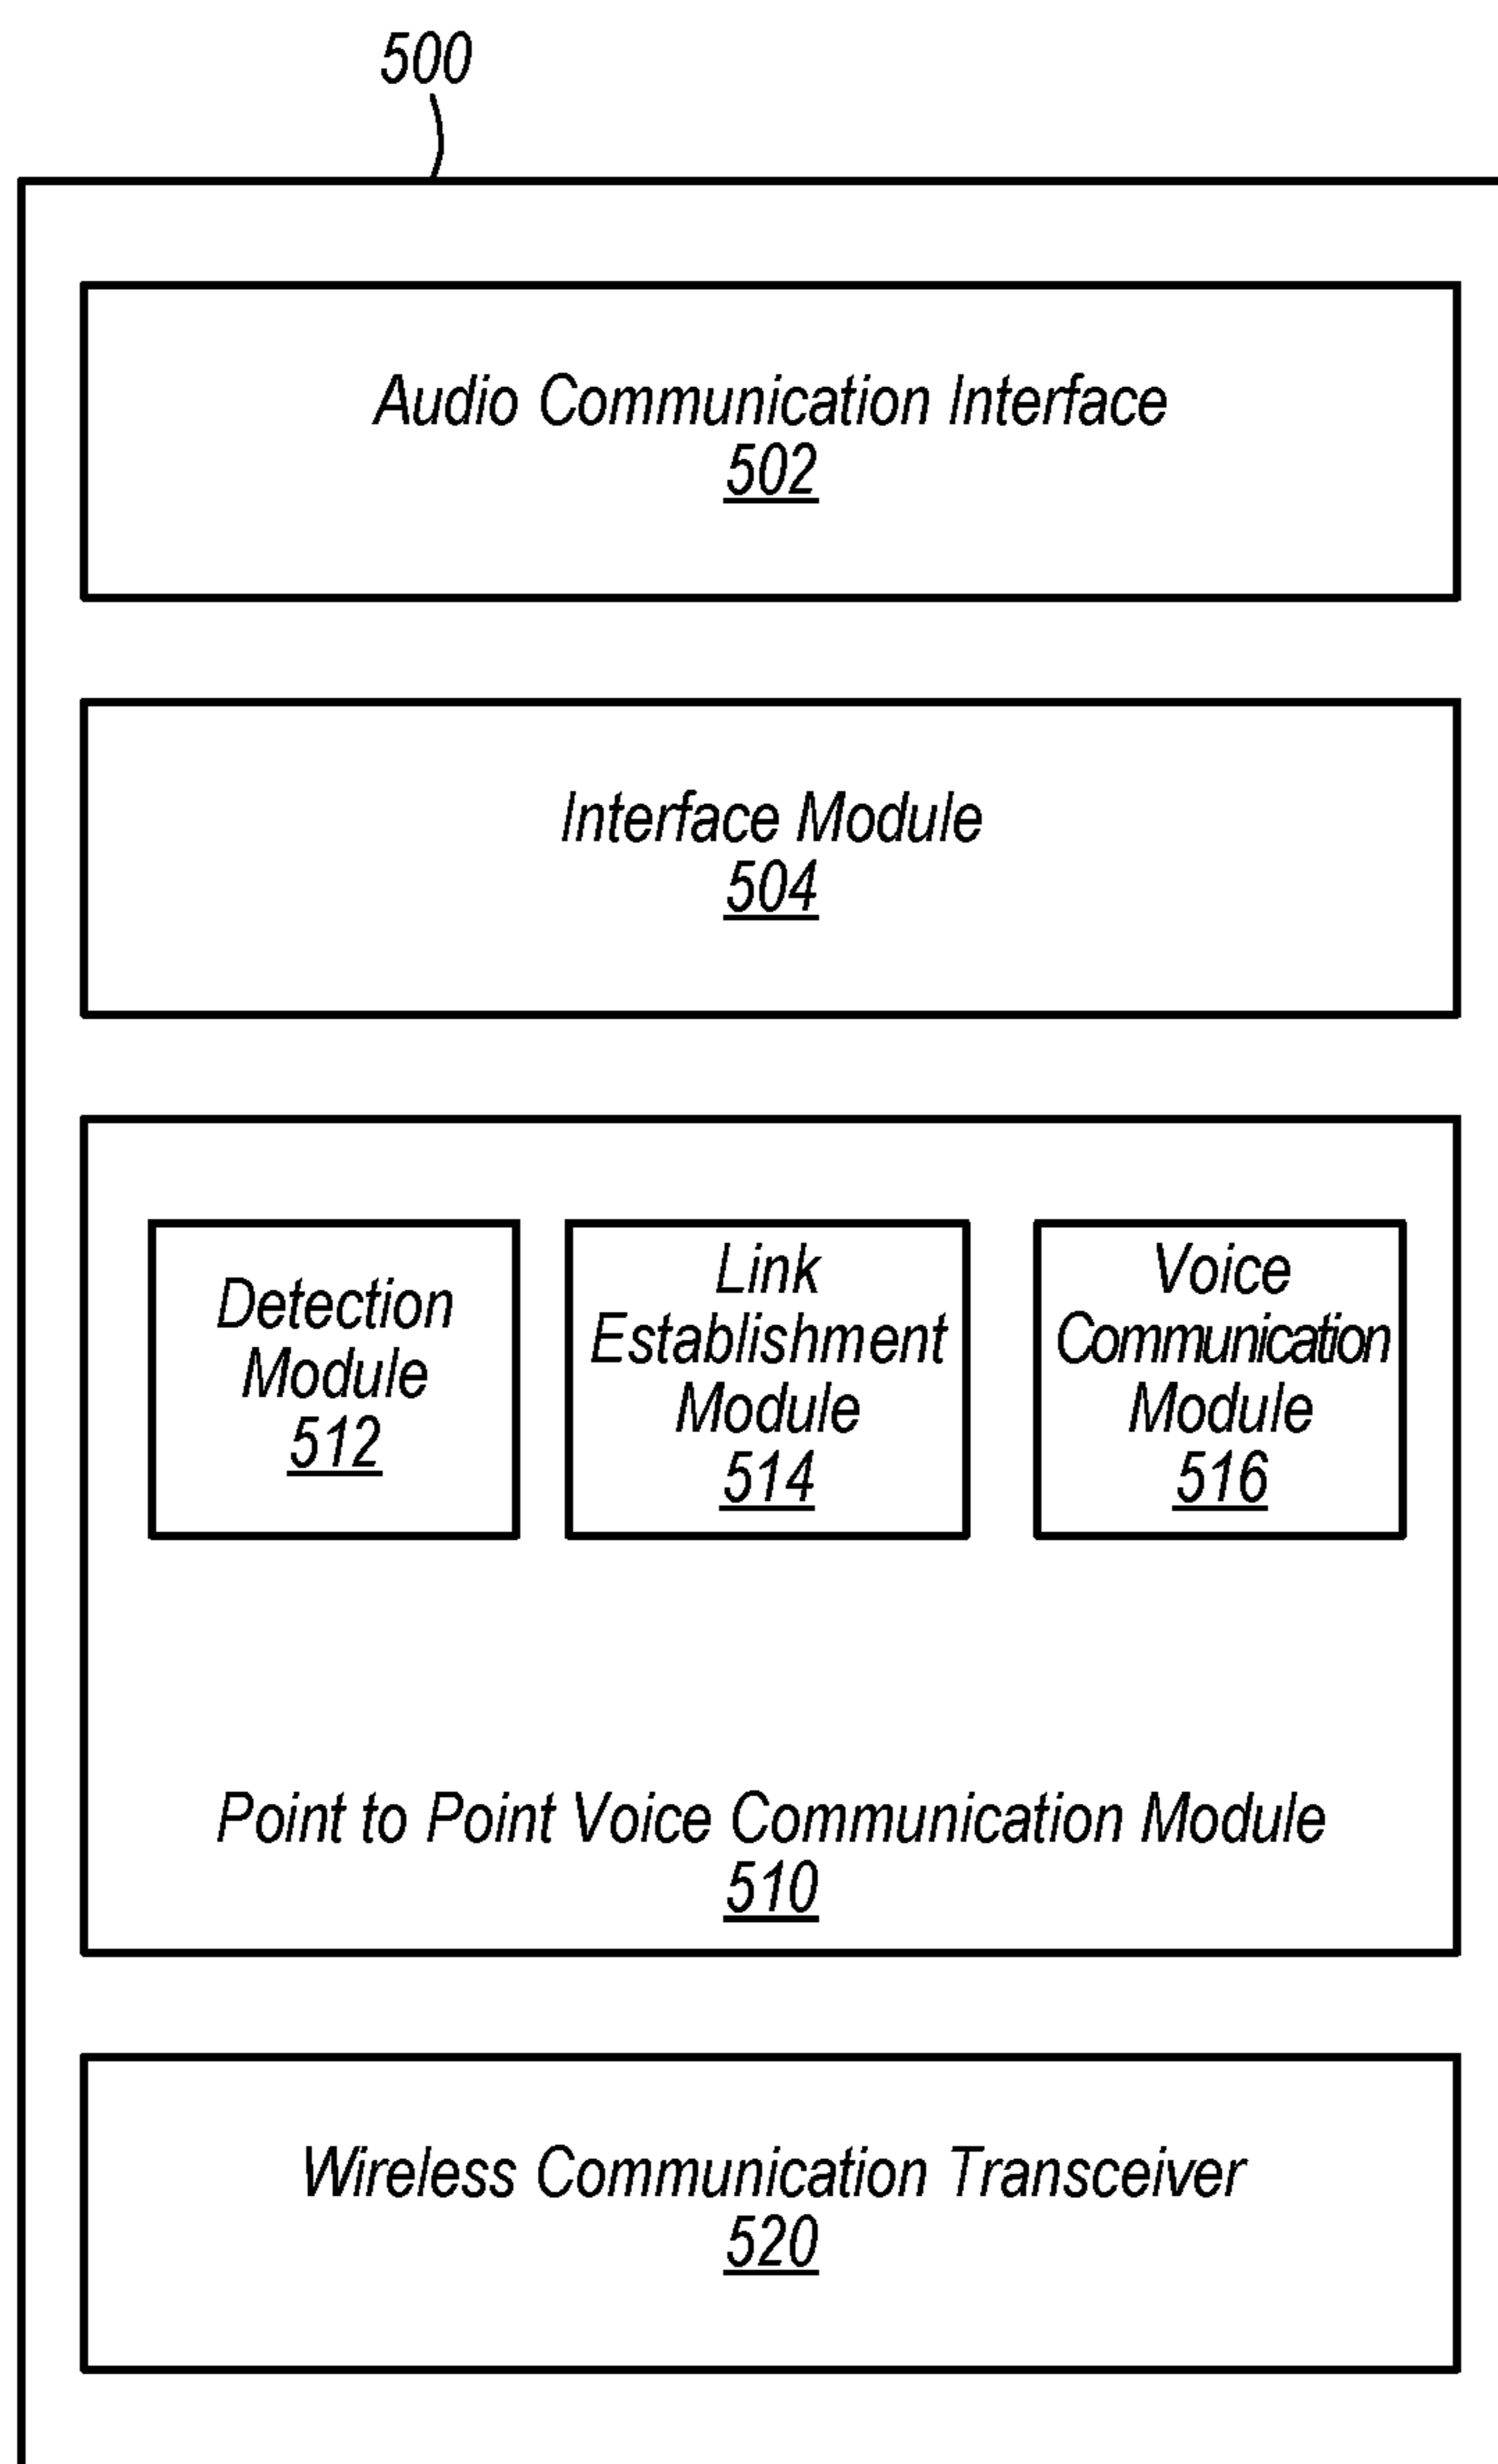 500
Audio Communication Interface
502
Interface Module
504
Detection
Module
512
Link
Establishment
Module
514
Voice
Communication
Module
516
Point to Point Voice Communication Module
510
Wireless Communication Transceiver
520